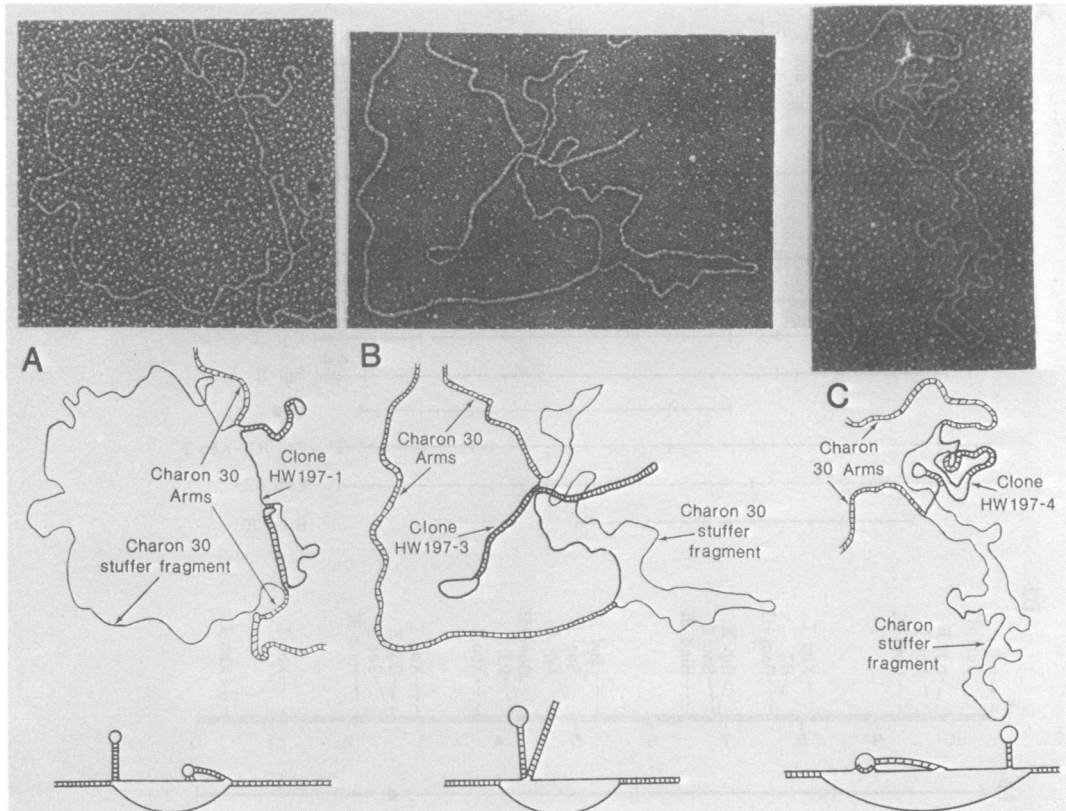 A
B
C
Charon 30
Arms
Clone
HW197-1
Charon 30
stuffer fragment
Charon 30
Arms
Clone
HW197-3
Charon 30
stuffer
fragment
Charon
30 Arms
Clone
HW197-4
Charon
stuffer
fragment